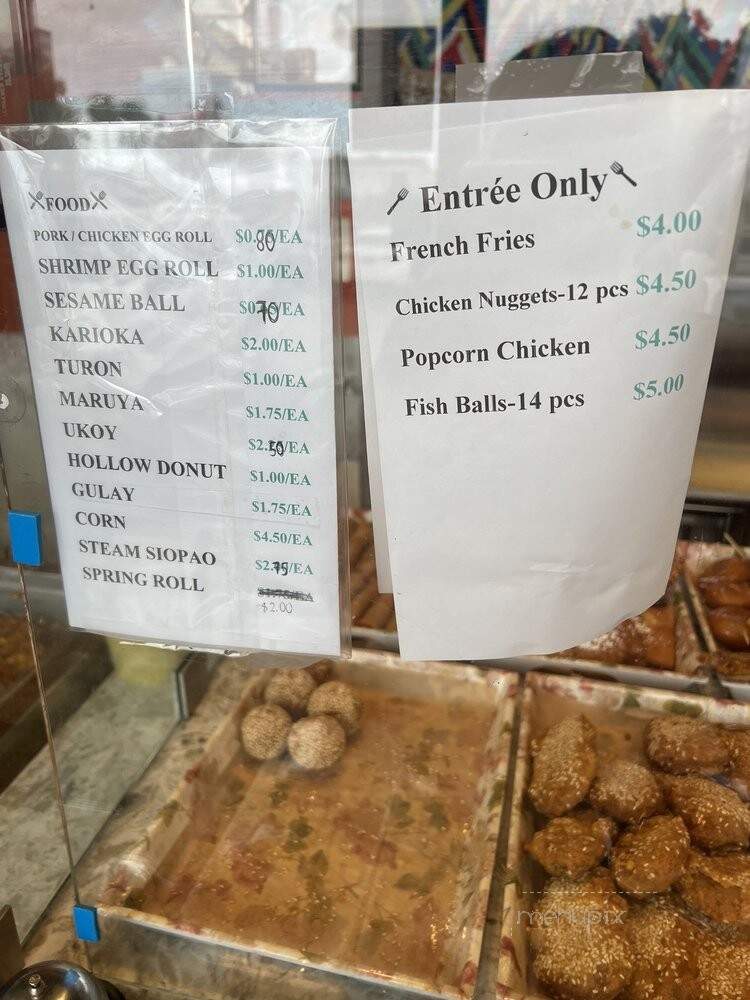 FOOD
PORK / CHICKEN EGG ROLL $0.80/EA
SHRIMP EGG ROLL $1.00/EA
SESAME BALL $0.70/EA
KARIOKA $2.00/EA
TURON $1.00/EA
MARUYA $1.75/EA
UKOY $2.50/EA
HOLLOW DONUT $1.00/EA
GULAY $1.75/EA
CORN $4.50/EA
STEAM SIOPAO $2.75/EA
SPRING ROLL $1.75/EA
$2.00
Entrée Only
French Fries $4.00
Chicken Nuggets-12 pcs $4.50
Popcorn Chicken $4.50
Fish Balls-14 pcs $5.00
menupix